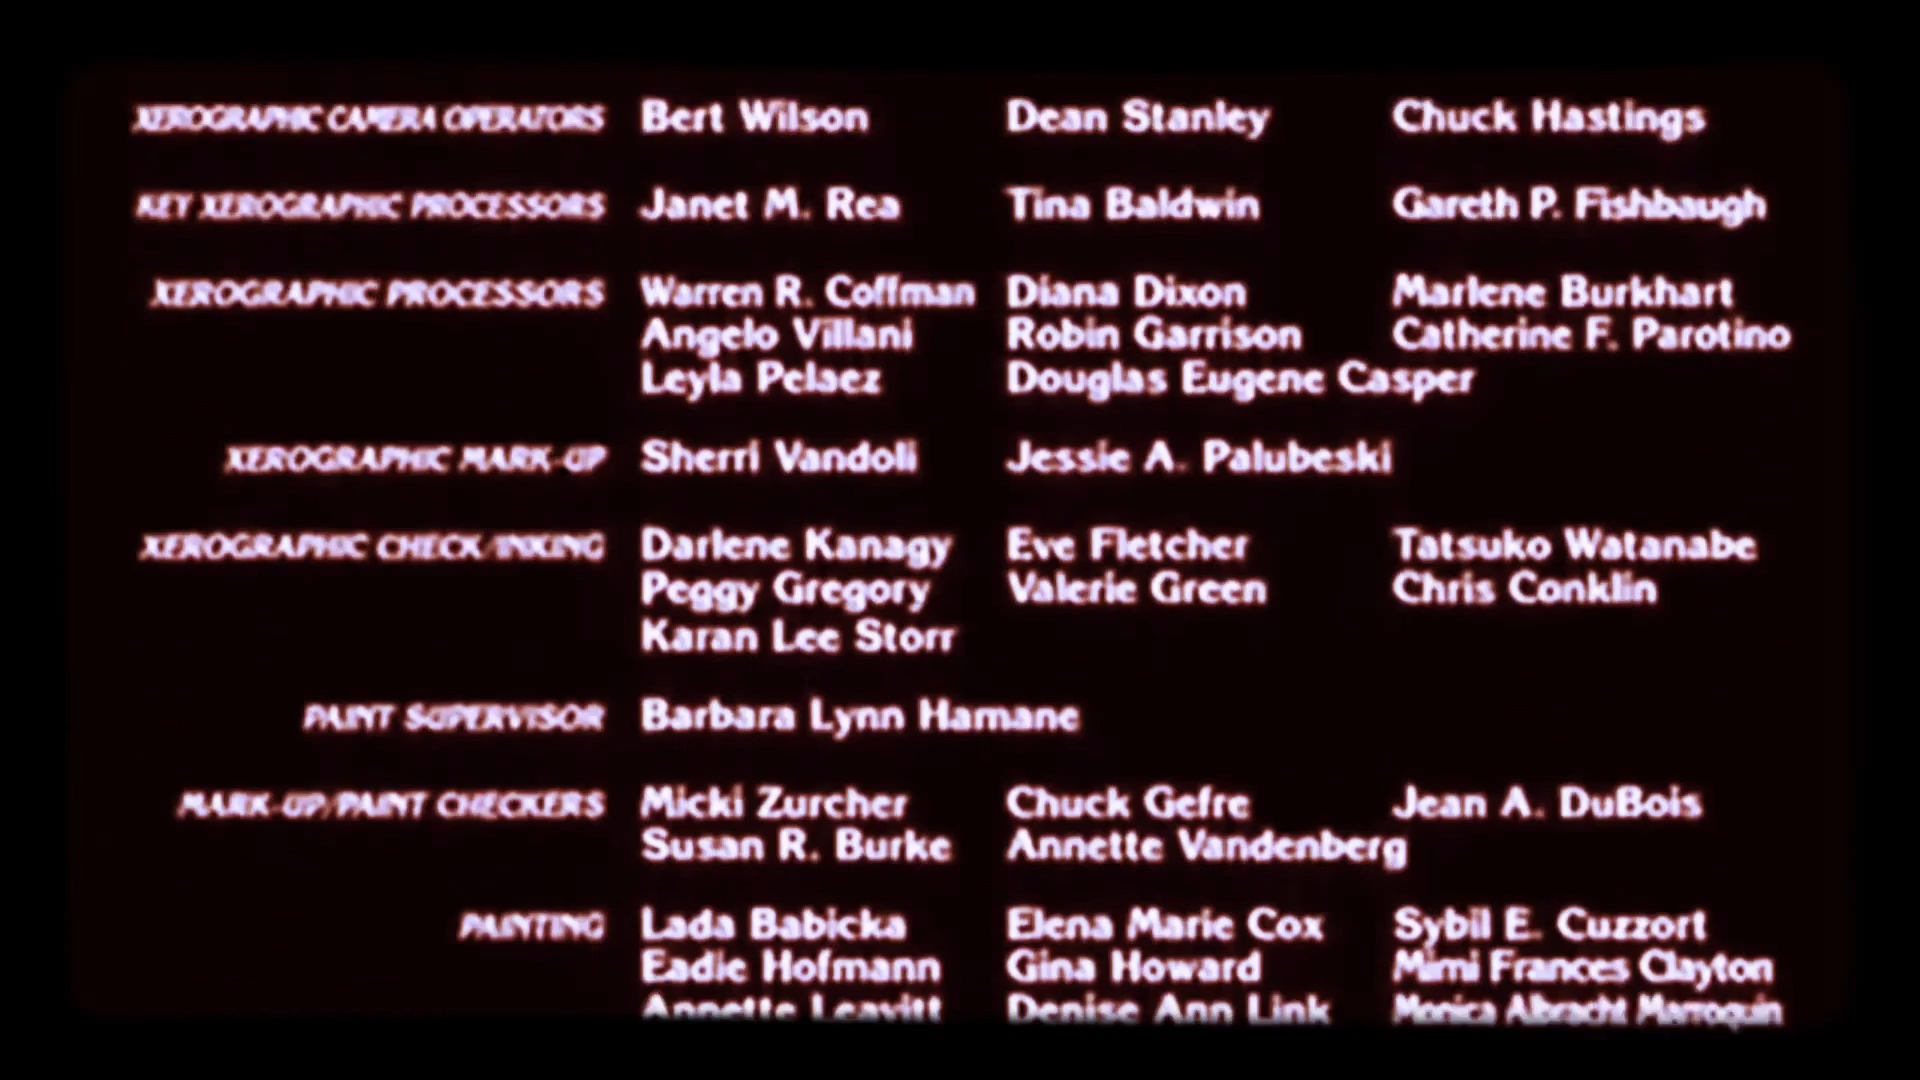 XEROGRAPHIC CAMERA OPERATORS Bert Wilson Dean Stanley Chuck Hastings
KEY XEROGRAPHIC PROCESSORS Janet M. Rea Tina Baldwin Gareth P. Fishbaugh
XEROGRAPHIC PROCESSORS Warren R. Coffman Diana Dixon Marlene Burkhart
Angelo Villani Robin Garrison Catherine F. Parotino
Leyla Pelaez Douglas Eugene Casper
XEROGRAPHIC MARK-UP Sherri Vandoli Jessie A. Palubeski
XEROGRAPHIC CHECK/INKING Darlene Kanagy Eve Fletcher Tatsuko Watanabe
Peggy Gregory Valerie Green Chris Conklin
Karan Lee Storr
PAINT SUPERVISOR Barbara Lynn Hamane
MARK-UP/PAINT CHECKERS Micki Zurcher Chuck Gefre Jean A. DuBois
Susan R. Burke Annette Vandenberg
PAINTING Lada Babicka Elena Marie Cox Sybil E. Cuzzort
Eadie Hofmann Gina Howard Mimi Frances Clayton
Annette Leavitt Denise Ann Link Monica Albracht Marroquin